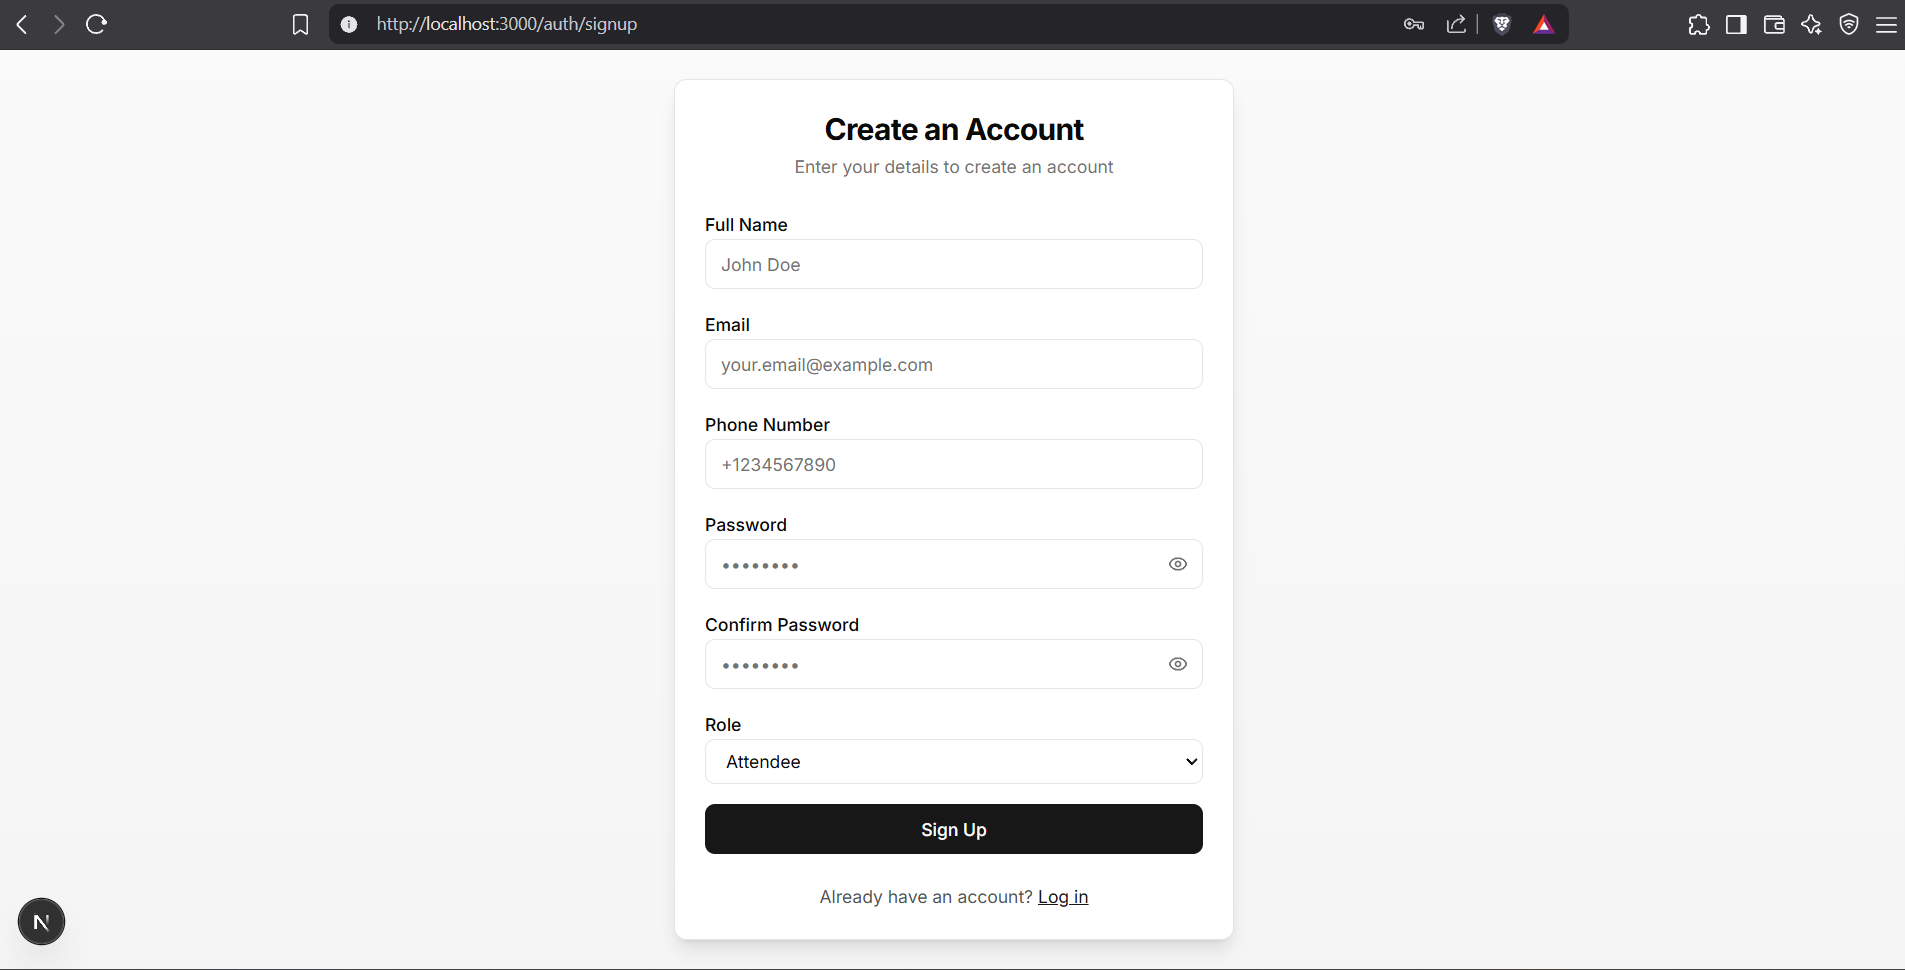 http://localhost:3000/auth/signup
Create an Account
Enter your details to create an account
Full Name
John Doe
Email
your.email@example.com
Phone Number
+1234567890
Password
••••••••
Confirm Password
••••••••
Role
Attendee
Sign Up
Already have an account? Log in
N